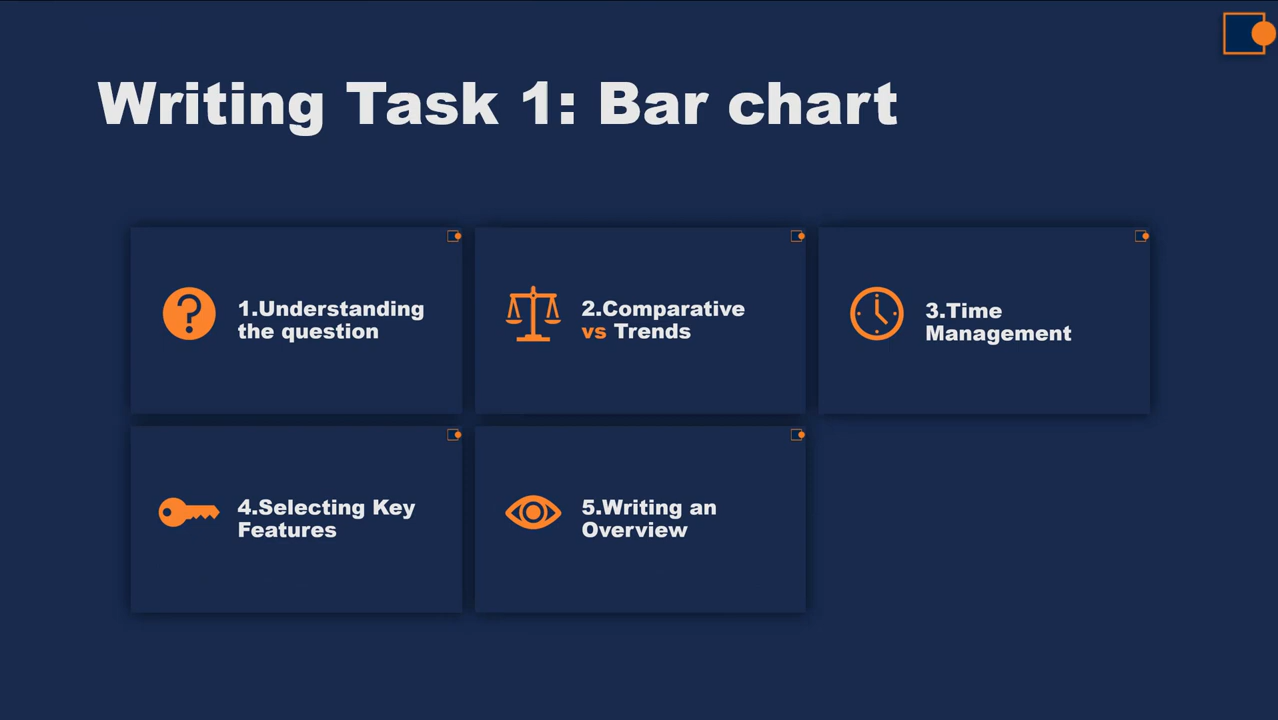 Writing Task 1: Bar chart
1.Understanding
the question
2.Comparative
vs Trends
3.Time
Management
4.Selecting Key
Features
5.Writing an
Overview